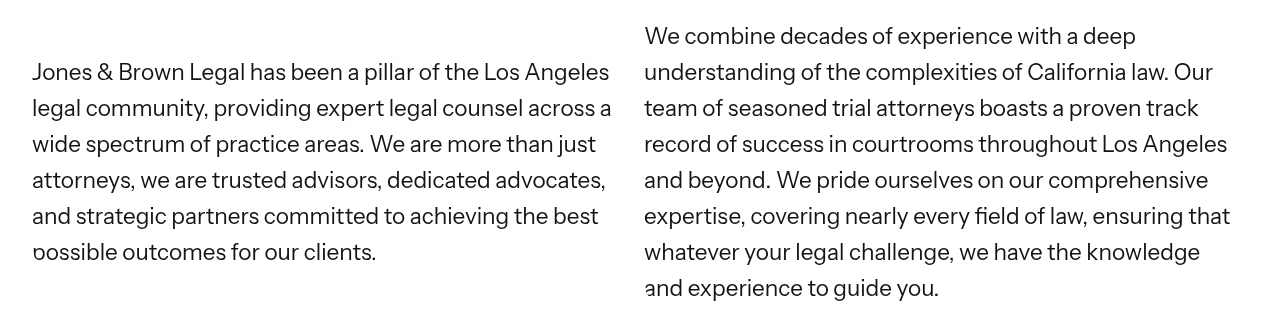 Jones & Brown Legal has been a pillar of the Los Angeles
legal community, providing expert legal counsel across a
wide spectrum of practice areas. We are more than just
attorneys, we are trusted advisors, dedicated advocates,
and strategic partners committed to achieving the best
possible outcomes for our clients.
We combine decades of experience with a deep
understanding of the complexities of California law. Our
team of seasoned trial attorneys boasts a proven track
record of success in courtrooms throughout Los Angeles
and beyond. We pride ourselves on our comprehensive
expertise, covering nearly every field of law, ensuring that
whatever your legal challenge, we have the knowledge
and experience to guide you.